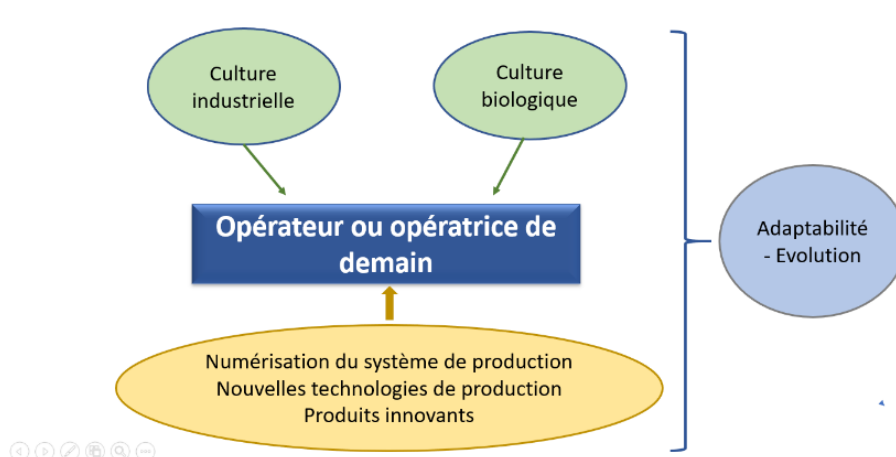 Culture
industrielle
Culture
biologique
Opérateur ou opératrice de
demain
Adaptabilité
- Evolution
Numérisation du système de production
Nouvelles technologies de production
Produits innovants